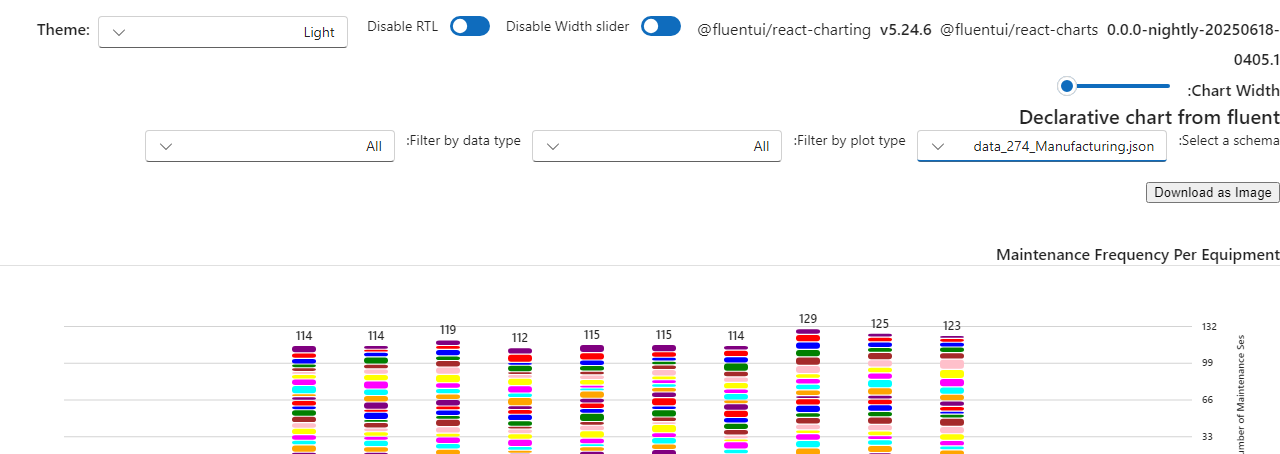 Theme: Light Disable RTL Disable Width slider @fluentui/react-charting v5.24.6 @fluentui/react-charts 0.0.0-nightly-20250618-
0405.1
:Chart Width
Declarative chart from fluent
:Select a schema data_274_Manufacturing.json :Filter by plot type All :Filter by data type All
Download as Image
Maintenance Frequency Per Equipment
114 114 119 112 115 115 114 129 125 123
132
99
66
33
umber of Maintenance Ses